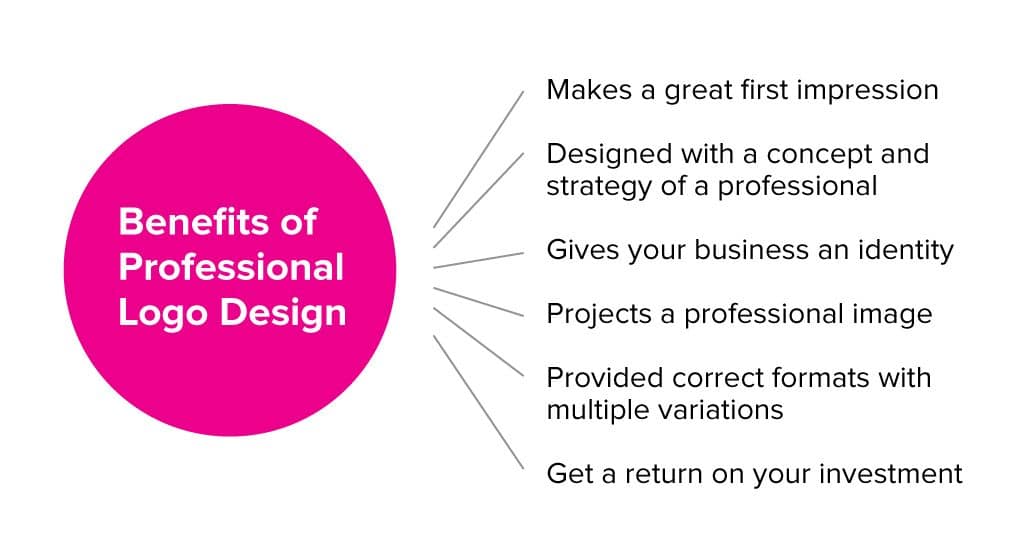 Benefits of
Professional
Logo Design
Makes a great first impression
Designed with a concept and
strategy of a professional
Gives your business an identity
Projects a professional image
Provided correct formats with
multiple variations
Get a return on your investment